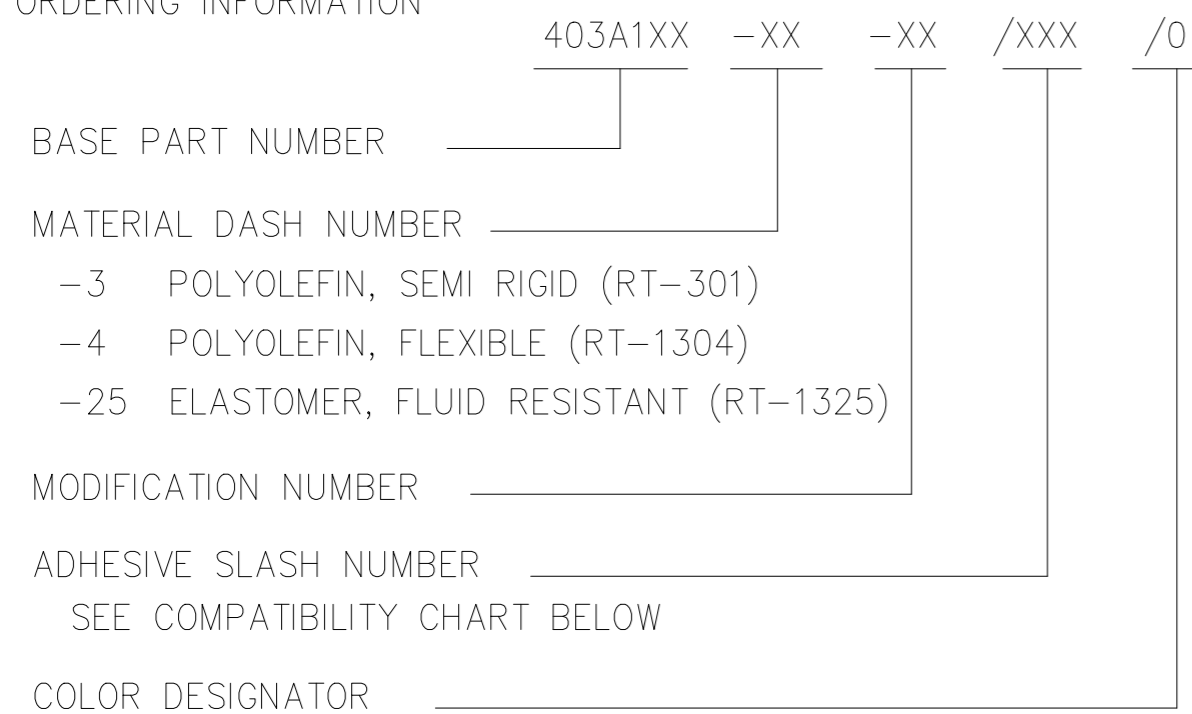 ORDERING INFORMATION
403A1XX -XX -XX /XXX /0
BASE PART NUMBER
MATERIAL DASH NUMBER
-3 POLYOLEFIN, SEMI RIGID (RT-301)
-4 POLYOLEFIN, FLEXIBLE (RT-1304)
-25 ELASTOMER, FLUID RESISTANT (RT-1325)
MODIFICATION NUMBER
ADHESIVE SLASH NUMBER
SEE COMPATIBILITY CHART BELOW
COLOR DESIGNATOR